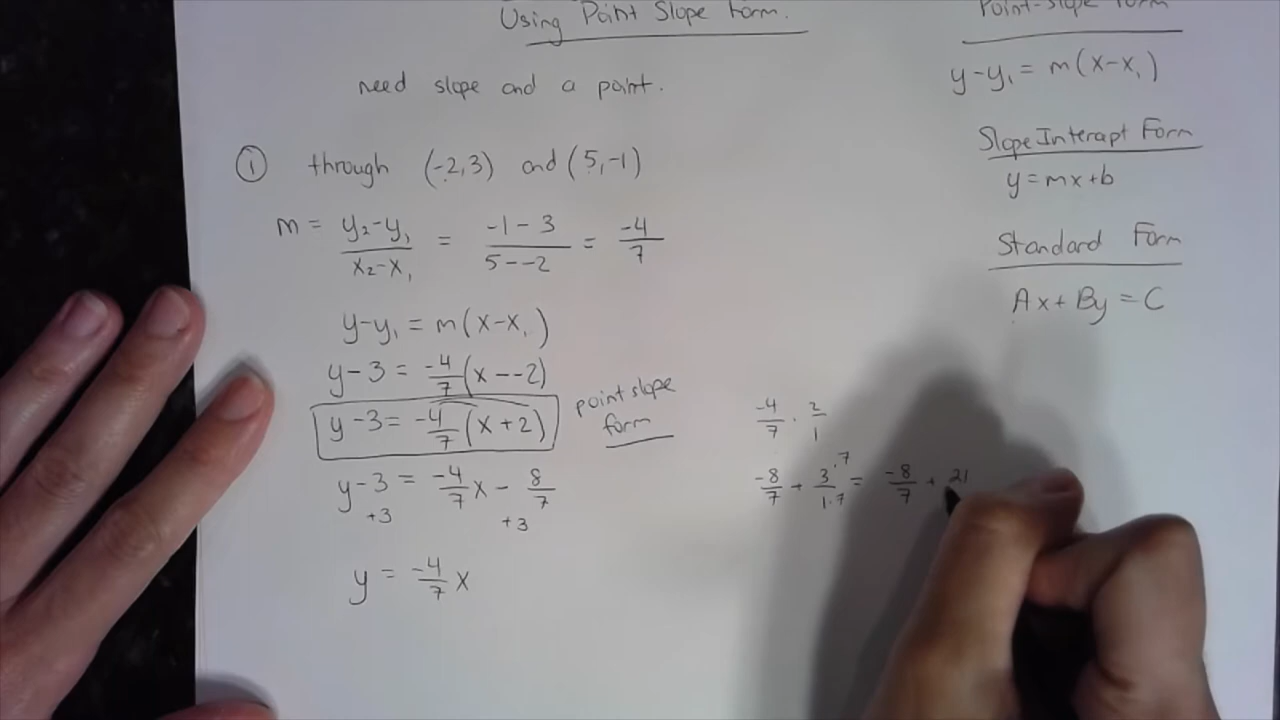 Using Point Slope Form.
need slope and a point.
① through (-2,3) and (5,-1)
m = y₂-y₁/x₂-x₁ = -1-3/5--2 = -4/7
y-y₁ = m(x-x₁)
y-3 = -4/7(x--2)
y-3 = -4/7(x+2)
point slope
form
y-3 = -4/7x - 8/7
+3 +3
y = -4/7x
Point-Slope Form
y-y₁ = m(x-x₁)
Slope Intercept Form
y=mx+b
Standard Form
Ax+By=C
-4/7 · 2/1
-8/7 + 3·7/1·7 = -8/7 + 21